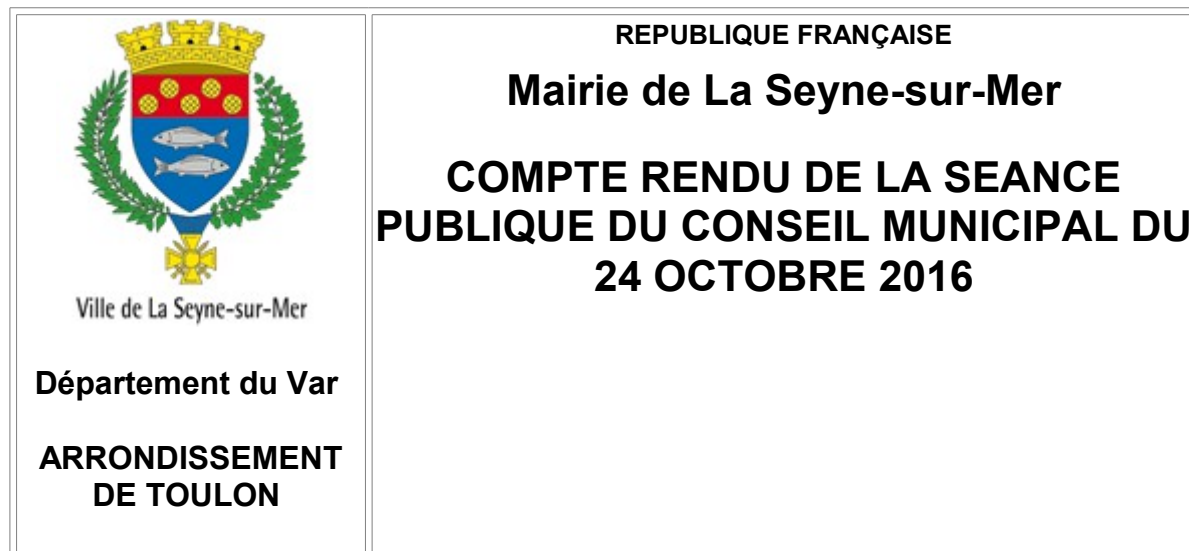 Ville de La Seyne-sur-Mer
Département du Var
ARRONDISSEMENT
DE TOULON
REPUBLIQUE FRANÇAISE
Mairie de La Seyne-sur-Mer
COMPTE RENDU DE LA SEANCE
PUBLIQUE DU CONSEIL MUNICIPAL DU
24 OCTOBRE 2016